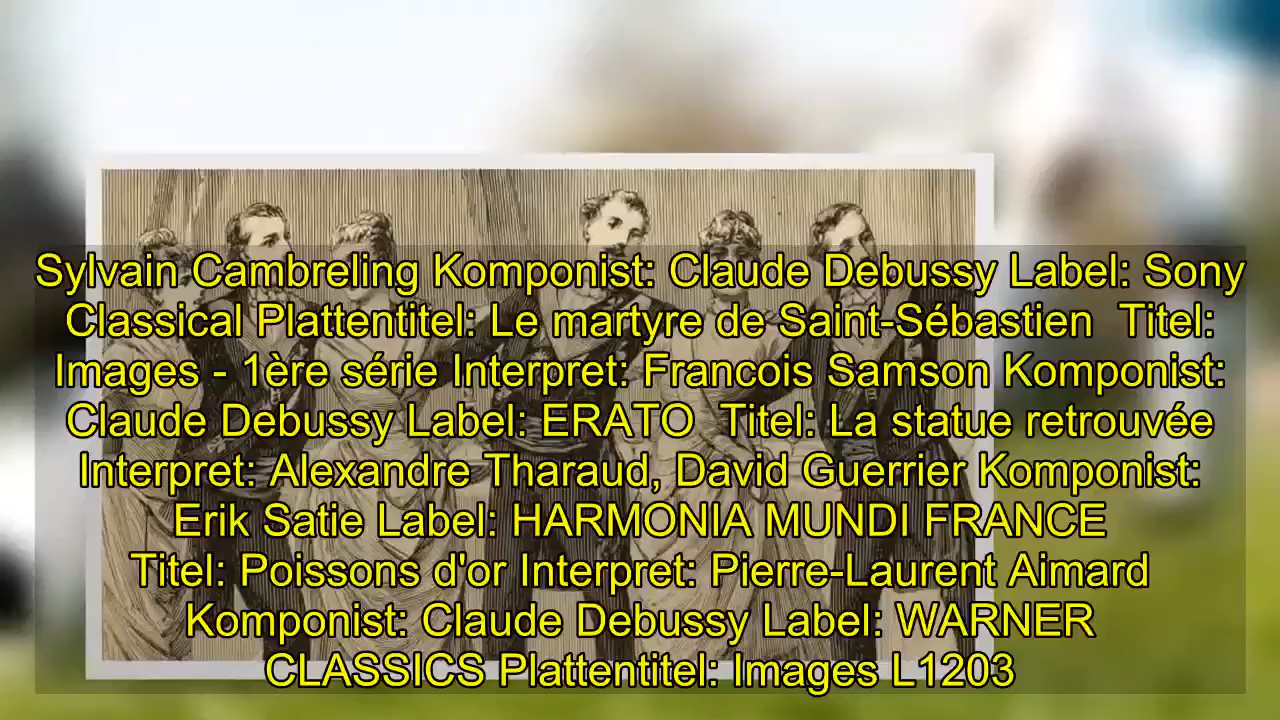 Sylvain Cambreling Komponist: Claude Debussy Label: Sony
Classical Plattentitel: Le martyre de Saint-Sébastien  Titel:
Images - 1ère série Interpret: Francois Samson Komponist:
Claude Debussy Label: ERATO  Titel: La statue retrouvée
Interpret: Alexandre Tharaud, David Guerrier Komponist:
Erik Satie Label: HARMONIA MUNDI FRANCE
Titel: Poissons d'or Interpret: Pierre-Laurent Aimard
Komponist: Claude Debussy Label: WARNER
CLASSICS Plattentitel: Images L1203